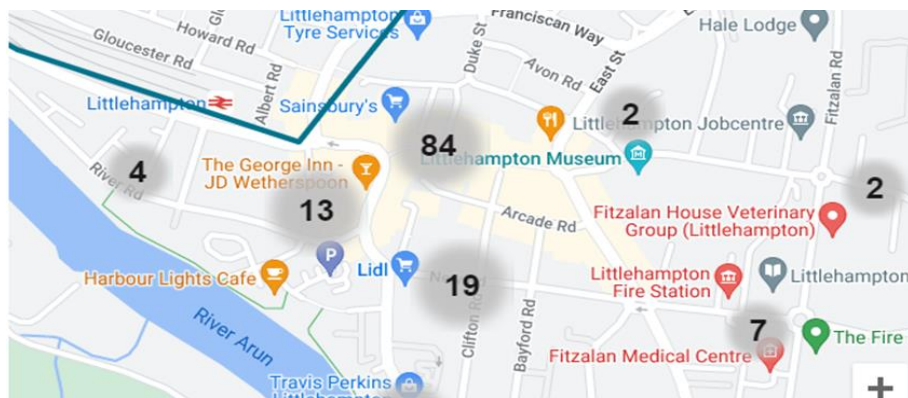 Littlehampton
Tyre Services
Franciscan Way
Hale Lodge
Howard Rd
Gloucester Rd
Albert Rd
Duke St
Avon Rd
East St
Fitzalan Rd
Littlehampton
Sainsbury's
2
Littlehampton Jobcentre
84
Littlehampton Museum
4
River Rd
The George Inn -
JD Wetherspoon
2
13
Arcade Rd
Fitzalan House Veterinary
Group (Littlehampton)
P
Lidl
Harbour Lights Cafe
19
Littlehampton
Fire Station
Littlehampton
River Arun
Clifton Rd
Bayford Rd
7
The Fire
Fitzalan Medical Centre
Travis Perkins
Littlehampton
+